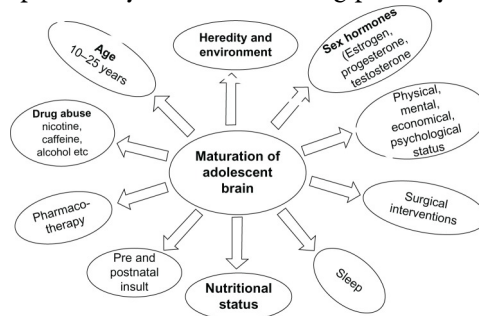 Age
10–25 years
Heredity and
environment
Sex hormones
(Estrogen,
progesterone,
testosterone
Drug abuse
nicotine,
caffeine,
alcohol etc
Physical,
mental,
economical,
psychological
status
Maturation of
adolescent
brain
Pharmaco-
therapy
Surgical
interventions
Pre and
postnatal
insult
Nutritional
status
Sleep